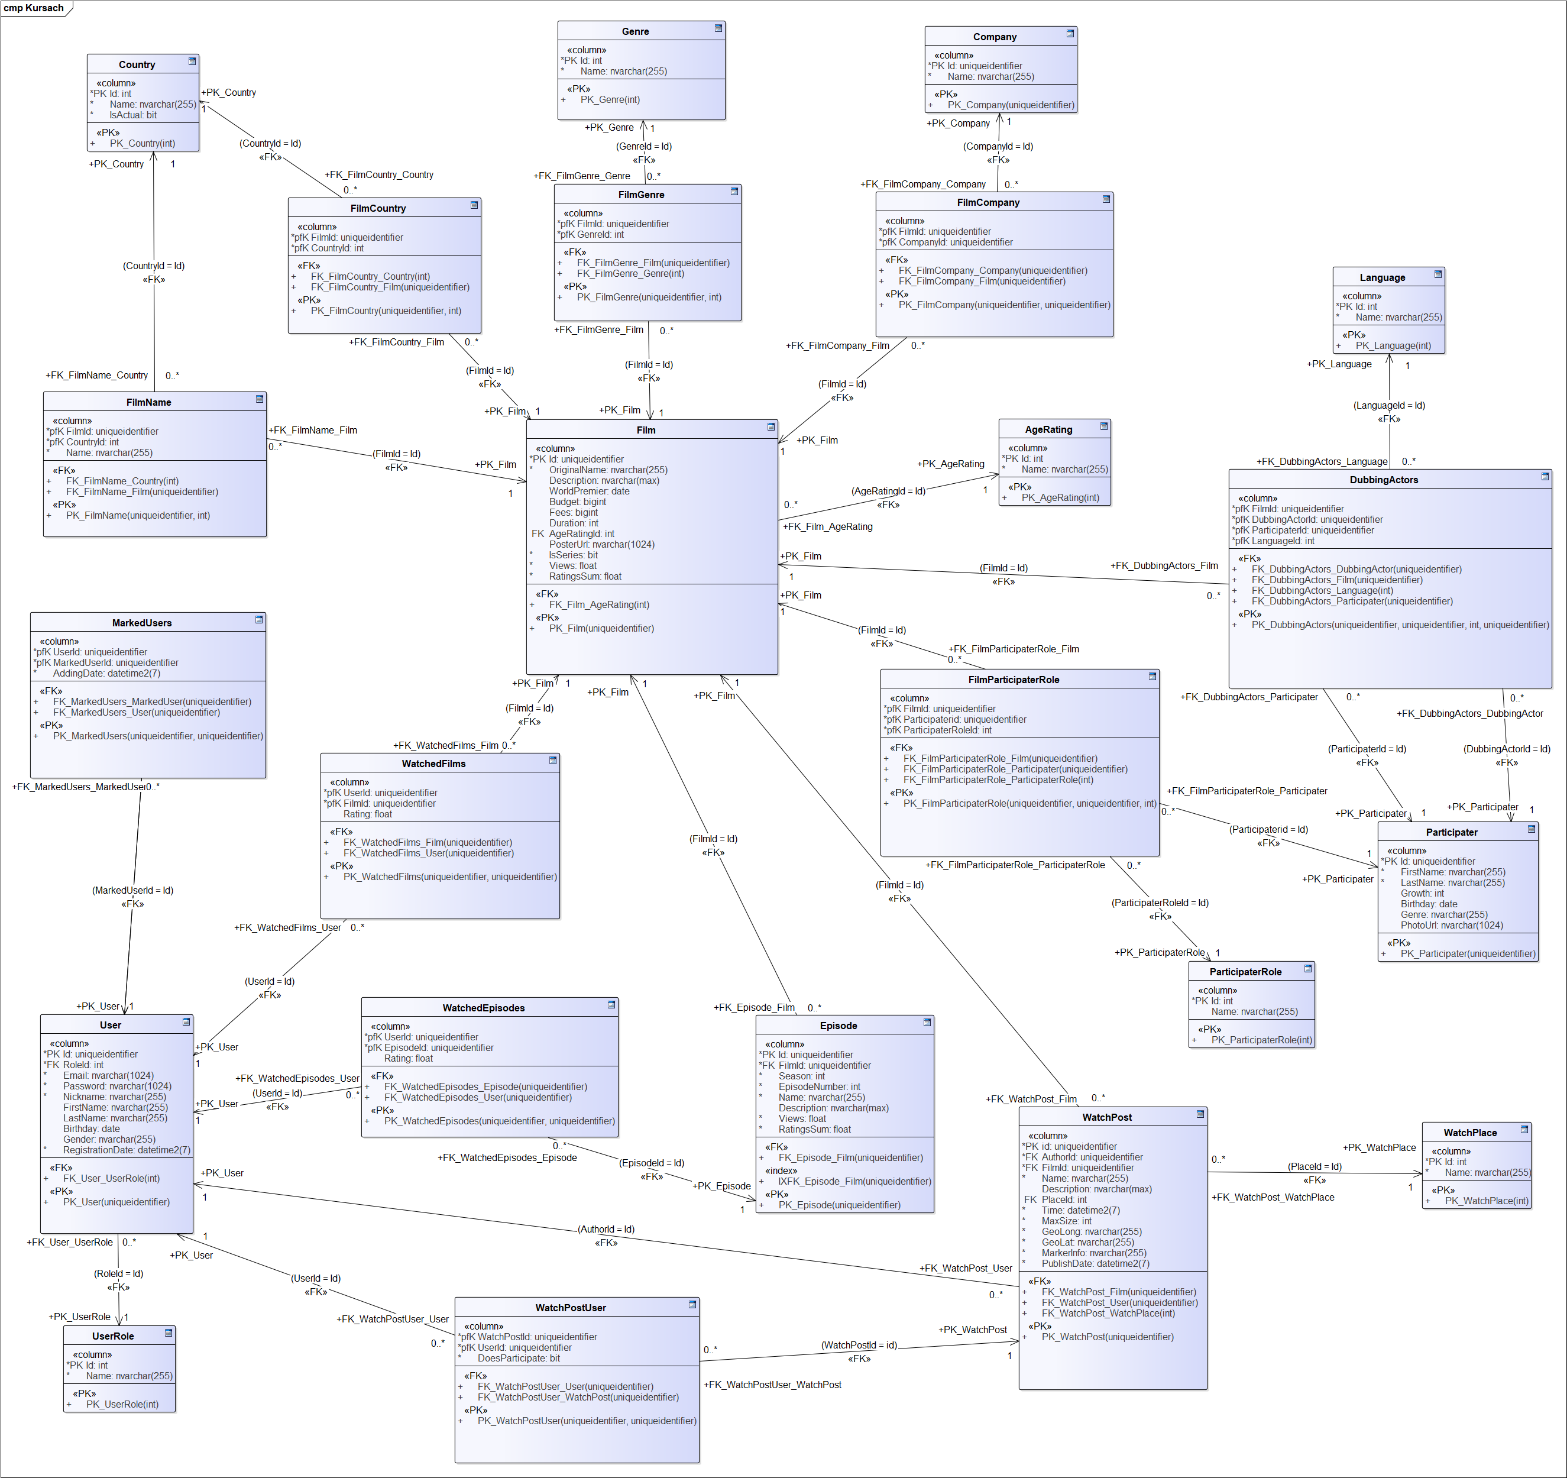 cmp Kursach
Genre
«column»
*PK Id: int
* Name: nvarchar(255)
«PK»
+ PK_Genre(int)
Company
«column»
*PK Id: uniqueidentifier
* Name: nvarchar(255)
«PK»
+ PK_Company(uniqueidentifier)
Country
«column»
*PK Id: int
* Name: nvarchar(255)
* IsActual: bit
«PK»
+ PK_Country(int)
+PK_Country
1
(CountryId = Id)
«FK»
+FK_FilmCountry_Country
0..*
+PK_Country
1
(CountryId = Id)
«FK»
+FK_FilmName_Country
0..*
+PK_Genre
1
(GenreId = Id)
«FK»
+FK_FilmGenre_Genre
0..*
+PK_Company
1
(CompanyId = Id)
«FK»
+FK_FilmCompany_Company
0..*
FilmCountry
«column»
*pfK FilmId: uniqueidentifier
*pfK CountryId: int
«FK»
+ FK_FilmCountry_Country(int)
+ FK_FilmCountry_Film(uniqueidentifier)
«PK»
+ PK_FilmCountry(uniqueidentifier, int)
FilmGenre
«column»
*pfK FilmId: uniqueidentifier
*pfK GenreId: int
«FK»
+ FK_FilmGenre_Film(uniqueidentifier)
+ FK_FilmGenre_Genre(int)
«PK»
+ PK_FilmGenre(uniqueidentifier, int)
FilmCompany
«column»
*pfK FilmId: uniqueidentifier
*pfK CompanyId: uniqueidentifier
«FK»
+ FK_FilmCompany_Company(uniqueidentifier)
+ FK_FilmCompany_Film(uniqueidentifier)
«PK»
+ PK_FilmCompany(uniqueidentifier, uniqueidentifier)
Language
«column»
*PK Id: int
* Name: nvarchar(255)
«PK»
+ PK_Language(int)
+FK_FilmCountry_Film
0..*
(FilmId = Id)
«FK»
+PK_Film
1
+FK_FilmGenre_Film
0..*
(FilmId = Id)
«FK»
+PK_Film
1
+FK_FilmCompany_Film
0..*
(FilmId = Id)
«FK»
+PK_Film
1
+PK_Language
1
(LanguageId = Id)
«FK»
+FK_DubbingActors_Language
0..*
FilmName
«column»
*pfK FilmId: uniqueidentifier
*pfK CountryId: int
* Name: nvarchar(255)
«FK»
+ FK_FilmName_Country(int)
+ FK_FilmName_Film(uniqueidentifier)
«PK»
+ PK_FilmName(uniqueidentifier, int)
+FK_FilmName_Film
0..*
(FilmId = Id)
«FK»
+PK_Film
1
Film
«column»
*PK Id: uniqueidentifier
* OriginalName: nvarchar(255)
Description: nvarchar(max)
WorldPremier: date
Budget: bigint
Fees: bigint
Duration: int
FK AgeRatingId: int
PosterUrl: nvarchar(1024)
* IsSeries: bit
* Views: float
* RatingsSum: float
«FK»
+ FK_Film_AgeRating(int)
«PK»
+ PK_Film(uniqueidentifier)
+PK_AgeRating
1
(AgeRatingId = Id)
«FK»
0..*
+FK_Film_AgeRating
AgeRating
«column»
*PK Id: int
* Name: nvarchar(255)
«PK»
+ PK_AgeRating(int)
DubbingActors
«column»
*pfK FilmId: uniqueidentifier
*pfK DubbingActorId: uniqueidentifier
*pfK ParticipaterId: uniqueidentifier
*pfK LanguageId: int
«FK»
+ FK_DubbingActors_DubbingActor(uniqueidentifier)
+ FK_DubbingActors_Film(uniqueidentifier)
+ FK_DubbingActors_Language(int)
+ FK_DubbingActors_Participater(uniqueidentifier)
«PK»
+ PK_DubbingActors(uniqueidentifier, uniqueidentifier, int, uniqueidentifier)
+PK_Film
1
(FilmId = Id)
«FK»
+FK_DubbingActors_Film
0..*
+PK_Film
1
(FilmId = Id)
«FK»
+FK_FilmParticipaterRole_Film
0..*
MarkedUsers
«column»
*pfK UserId: uniqueidentifier
*pfK MarkedUserId: uniqueidentifier
* AddingDate: datetime2(7)
«FK»
+ FK_MarkedUsers_MarkedUser(uniqueidentifier)
+ FK_MarkedUsers_User(uniqueidentifier)
«PK»
+ PK_MarkedUsers(uniqueidentifier, uniqueidentifier)
+FK_MarkedUsers_MarkedUser0..*
(MarkedUserId = Id)
«FK»
+PK_User
1
+PK_Film
1
(FilmId = Id)
«FK»
+FK_WatchedFilms_Film
0..*
+PK_Film
1
(FilmId = Id)
«FK»
+FK_Episode_Film
0..*
+PK_Film
1
(FilmId = Id)
«FK»
+FK_WatchPost_Film
0..*
FilmParticipaterRole
«column»
*pfK FilmId: uniqueidentifier
*pfK ParticipaterId: uniqueidentifier
*pfK ParticipaterRoleId: int
«FK»
+ FK_FilmParticipaterRole_Film(uniqueidentifier)
+ FK_FilmParticipaterRole_Participater(uniqueidentifier)
+ FK_FilmParticipaterRole_ParticipaterRole(int)
«PK»
+ PK_FilmParticipaterRole(uniqueidentifier, uniqueidentifier, int)
+FK_DubbingActors_Participater
0..*
(ParticipaterId = Id)
«FK»
+PK_Participater
1
+FK_DubbingActors_DubbingActor
0..*
(DubbingActorId = Id)
«FK»
+PK_Participater
1
+FK_FilmParticipaterRole_Participater
0..*
(Participaterid = Id)
«FK»
+PK_Participater
1
Participater
«column»
*PK Id: uniqueidentifier
* FirstName: nvarchar(255)
* LastName: nvarchar(255)
Growth: int
Birthday: date
Genre: nvarchar(255)
PhotoUrl: nvarchar(1024)
«PK»
+ PK_Participater(uniqueidentifier)
+FK_FilmParticipaterRole_ParticipaterRole
0..*
(ParticipaterRoleId = Id)
«FK»
+PK_ParticipaterRole
1
ParticipaterRole
«column»
*PK Id: int
Name: nvarchar(255)
«PK»
+ PK_ParticipaterRole(int)
WatchedFilms
«column»
*pfK UserId: uniqueidentifier
*pfK FilmId: uniqueidentifier
Rating: float
«FK»
+ FK_WatchedFilms_Film(uniqueidentifier)
+ FK_WatchedFilms_User(uniqueidentifier)
«PK»
+ PK_WatchedFilms(uniqueidentifier, uniqueidentifier)
+FK_WatchedFilms_User
0..*
(UserId = Id)
«FK»
+PK_User
1
User
«column»
*PK Id: uniqueidentifier
*FK RoleId: int
* Email: nvarchar(1024)
* Password: nvarchar(1024)
* Nickname: nvarchar(255)
FirstName: nvarchar(255)
LastName: nvarchar(255)
Birthday: date
Gender: nvarchar(255)
* RegistrationDate: datetime2(7)
«FK»
+ FK_User_UserRole(int)
«PK»
+ PK_User(uniqueidentifier)
WatchedEpisodes
«column»
*pfK UserId: uniqueidentifier
*pfK EpisodeId: uniqueidentifier
Rating: float
«FK»
+ FK_WatchedEpisodes_Episode(uniqueidentifier)
+ FK_WatchedEpisodes_User(uniqueidentifier)
«PK»
+ PK_WatchedEpisodes(uniqueidentifier, uniqueidentifier)
+FK_WatchedEpisodes_User
0..*
(UserId = Id)
«FK»
+PK_User
1
0..*
+FK_WatchedEpisodes_Episode
(EpisodeId = Id)
«FK»
+PK_Episode
1
Episode
«column»
*PK Id: uniqueidentifier
*FK FilmId: uniqueidentifier
* Season: int
* EpisodeNumber: int
* Name: nvarchar(255)
Description: nvarchar(max)
* Views: float
* RatingsSum: float
«FK»
+ FK_Episode_Film(uniqueidentifier)
«index»
+ IXFK_Episode_Film(uniqueidentifier)
«PK»
+ PK_Episode(uniqueidentifier)
WatchPost
«column»
*PK id: uniqueidentifier
*FK AuthorId: uniqueidentifier
*FK FilmId: uniqueidentifier
* Name: nvarchar(255)
Description: nvarchar(max)
FK PlaceId: int
* Time: datetime2(7)
* MaxSize: int
* GeoLong: nvarchar(255)
* GeoLat: nvarchar(255)
* MarkerInfo: nvarchar(255)
* PublishDate: datetime2(7)
«FK»
+ FK_WatchPost_Film(uniqueidentifier)
+ FK_WatchPost_User(uniqueidentifier)
+ FK_WatchPost_WatchPlace(int)
«PK»
+ PK_WatchPost(uniqueidentifier)
0..*
+FK_WatchPost_WatchPlace
(PlaceId = Id)
«FK»
+PK_WatchPlace
1
WatchPlace
«column»
*PK Id: int
* Name: nvarchar(255)
«PK»
+ PK_WatchPlace(int)
+PK_User
1
(AuthorId = Id)
«FK»
+FK_WatchPost_User
0..*
+FK_User_UserRole
0..*
(RoleId = Id)
«FK»
+PK_UserRole
1
UserRole
«column»
*PK Id: int
* Name: nvarchar(255)
«PK»
+ PK_UserRole(int)
1
+PK_User
(UserId = Id)
«FK»
+FK_WatchPostUser_User
0..*
WatchPostUser
«column»
*pfK WatchPostId: uniqueidentifier
*pfK UserId: uniqueidentifier
* DoesParticipate: bit
«FK»
+ FK_WatchPostUser_User(uniqueidentifier)
+ FK_WatchPostUser_WatchPost(uniqueidentifier)
«PK»
+ PK_WatchPostUser(uniqueidentifier, uniqueidentifier)
0..*
+FK_WatchPostUser_WatchPost
(WatchPostId = id)
«FK»
+PK_WatchPost
1